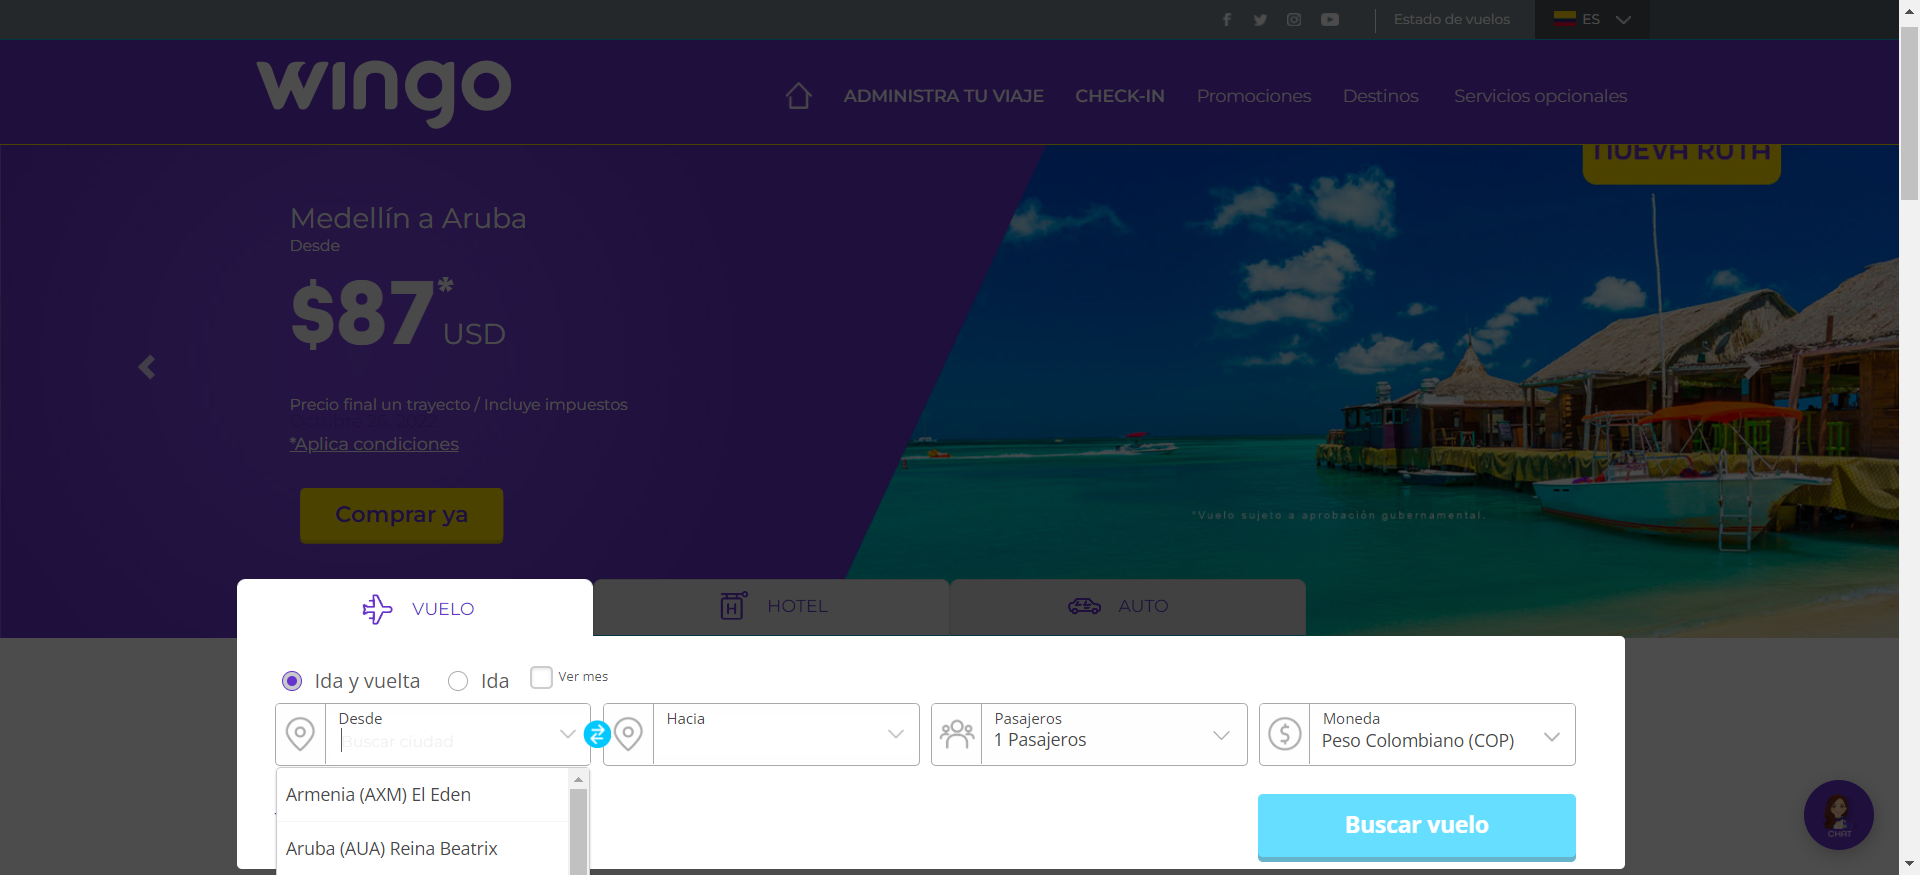 Estado de vuelos
ES
wingo
ADMINISTRA TU VIAJE
CHECK-IN
Promociones
Destinos
Servicios opcionales
NUEVA RUTA
Medellín a Aruba
Desde
$87*
USD
Precio final un trayecto / Incluye impuestos
*Aplica condiciones
Comprar ya
*Vuelo sujeto a aprobación gubernamental.
VUELO
HOTEL
AUTO
Ida y vuelta
Ida
Ver mes
Desde
Buscar ciudad
Hacia
Pasajeros
1 Pasajeros
Moneda
Peso Colombiano (COP)
Armenia (AXM) El Eden
Aruba (AUA) Reina Beatrix
Buscar vuelo
CHAT